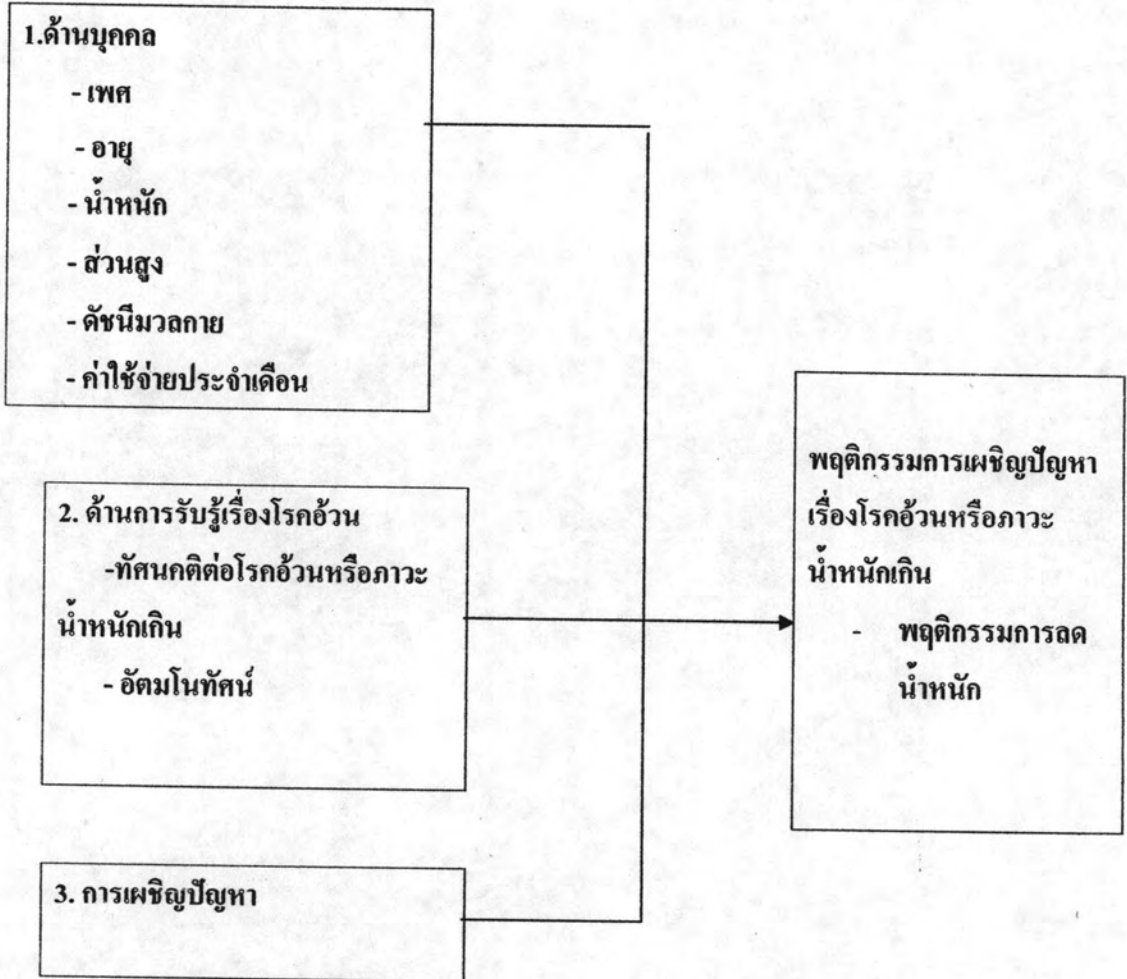 1.ด้านบุคคล
- เพศ
- อายุ
- น้ำหนัก
- ส่วนสูง
- ดัชนีมวลกาย
- ค่าใช้จ่ายประจำเดือน
2. ด้านการรับรู้เรื่องโรคอ้วน
-ทัศนคติต่อโรคอ้วนหรือภาวะ
น้ำหนักเกิน
- อัตมโนทัศน์
3. การเผชิญปัญหา
พฤติกรรมการเผชิญปัญหา
เรื่องโรคอ้วนหรือภาวะ
น้ำหนักเกิน
- พฤติกรรมการลด
น้ำหนัก